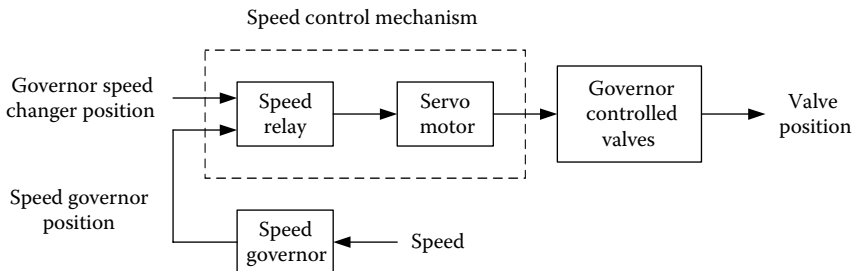 Speed control mechanism
Governor speed
changer position
Speed
relay
Servo
motor
Governor
controlled
valves
Valve
position
Speed governor
position
Speed
governor
Speed